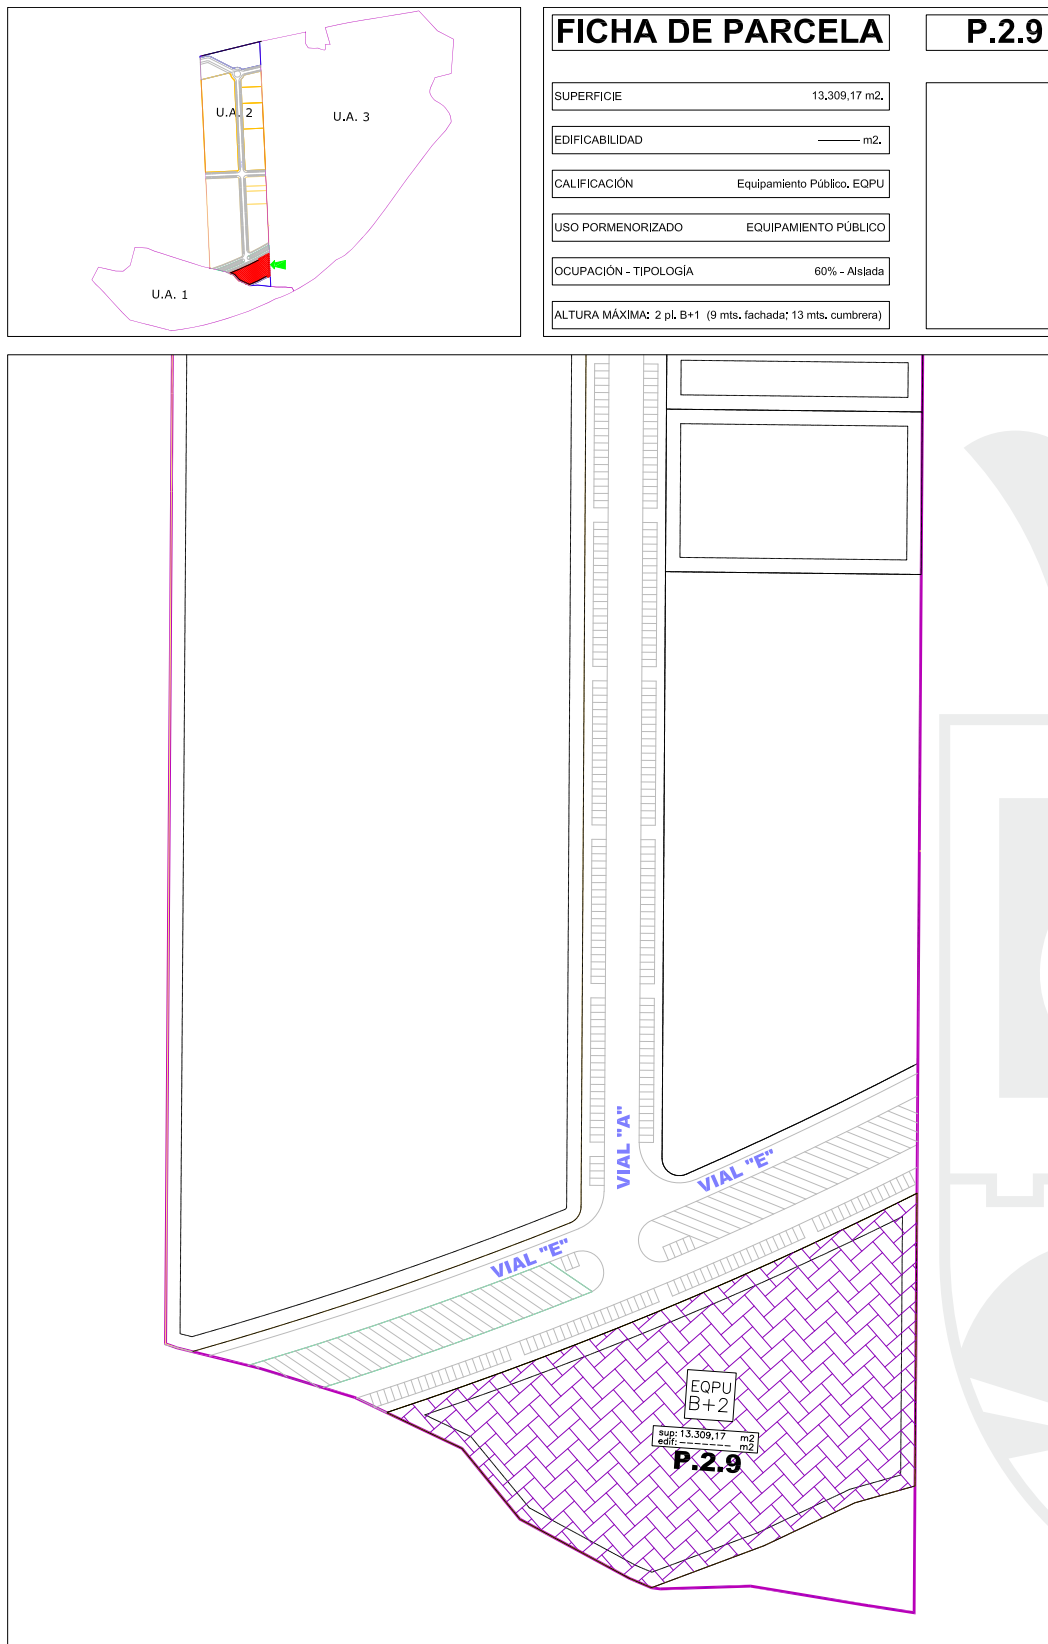 U.A. 2
U.A. 3
U.A. 1
FICHA DE PARCELA
P.2.9
SUPERFICIE 13.309,17 m2.
EDIFICABILIDAD ——— m2.
CALIFICACIÓN Equipamiento Público. EQPU
USO PORMENORIZADO EQUIPAMIENTO PÚBLICO
OCUPACIÓN - TIPOLOGÍA 60% - Aislada
ALTURA MÁXIMA: 2 pl. B+1 (9 mts. fachada; 13 mts. cumbrera)
VIAL "A"
VIAL "E"
VIAL "E"
EQPU
B+2
sup: 13.309,17 m2
edif: ------- m2
P.2.9